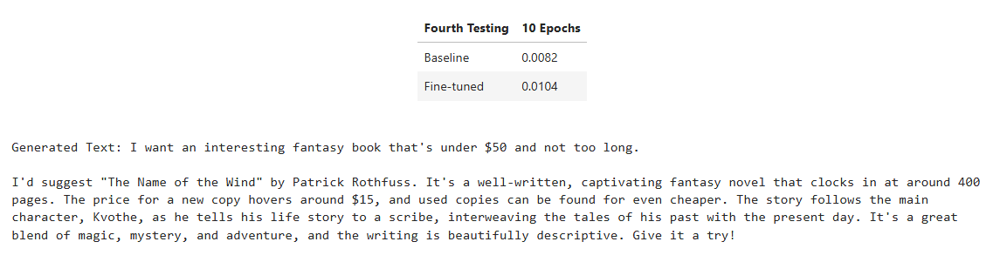 Fourth Testing 10 Epochs
Baseline 0.0082
Fine-tuned 0.0104
Generated Text: I want an interesting fantasy book that's under $50 and not too long.
I'd suggest "The Name of the Wind" by Patrick Rothfuss. It's a well-written, captivating fantasy novel that clocks in at around 400
pages. The price for a new copy hovers around $15, and used copies can be found for even cheaper. The story follows the main
character, Kvothe, as he tells his life story to a scribe, interweaving the tales of his past with the present day. It's a great
blend of magic, mystery, and adventure, and the writing is beautifully descriptive. Give it a try!